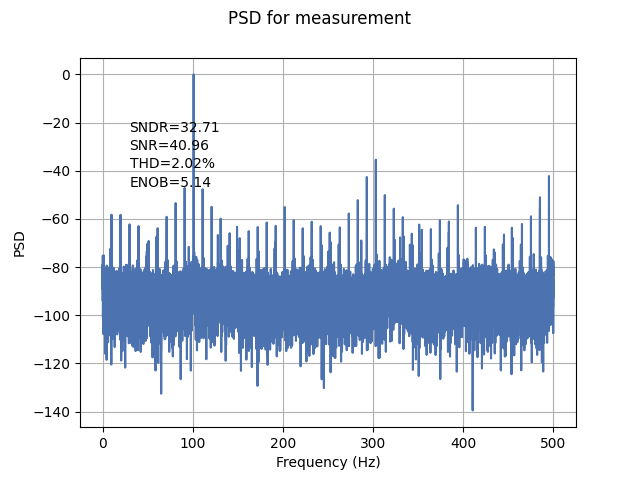 PSD for measurement
0
−20
−40
−60
−80
−100
−120
−140
PSD
SNDR=32.71
SNR=40.96
THD=2.02%
ENOB=5.14
0
100
200
300
400
500
Frequency (Hz)